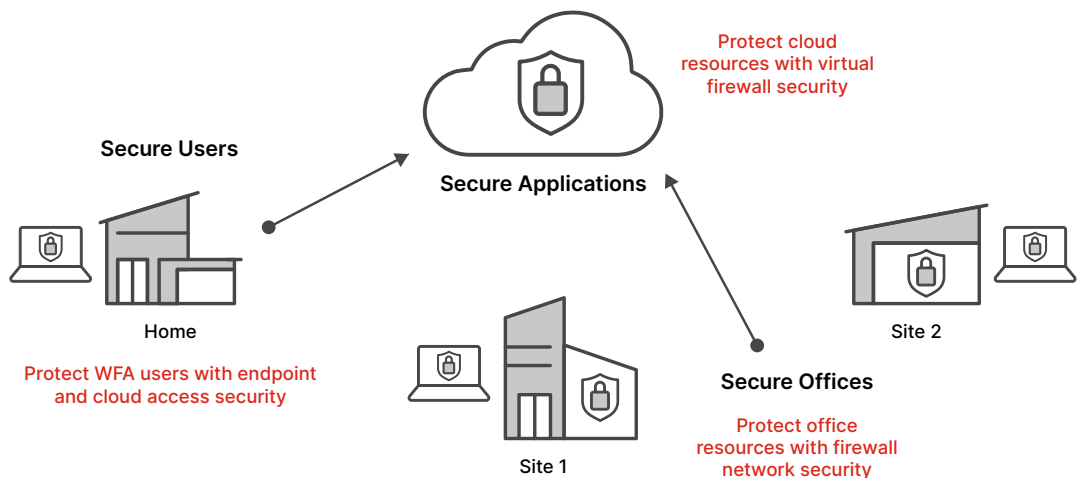 Protect cloud
resources with virtual
firewall security
Secure Users
Secure Applications
Home
Protect WFA users with endpoint
and cloud access security
Site 2
Secure Offices
Protect office
resources with firewall
network security
Site 1